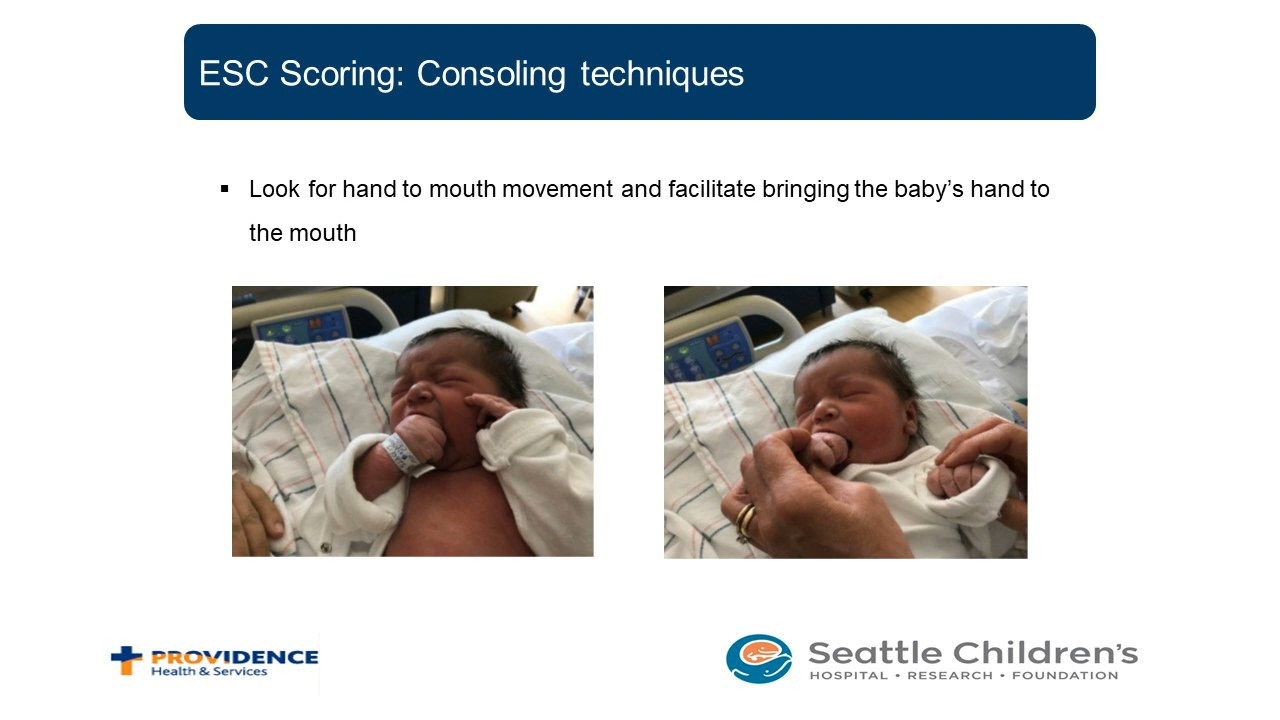 ESC Scoring: Consoling techniques
▪ Look for hand to mouth movement and facilitate bringing the baby’s hand to
the mouth
PROVIDENCE
Health & Services
Seattle Children's
HOSPITAL • RESEARCH • FOUNDATION